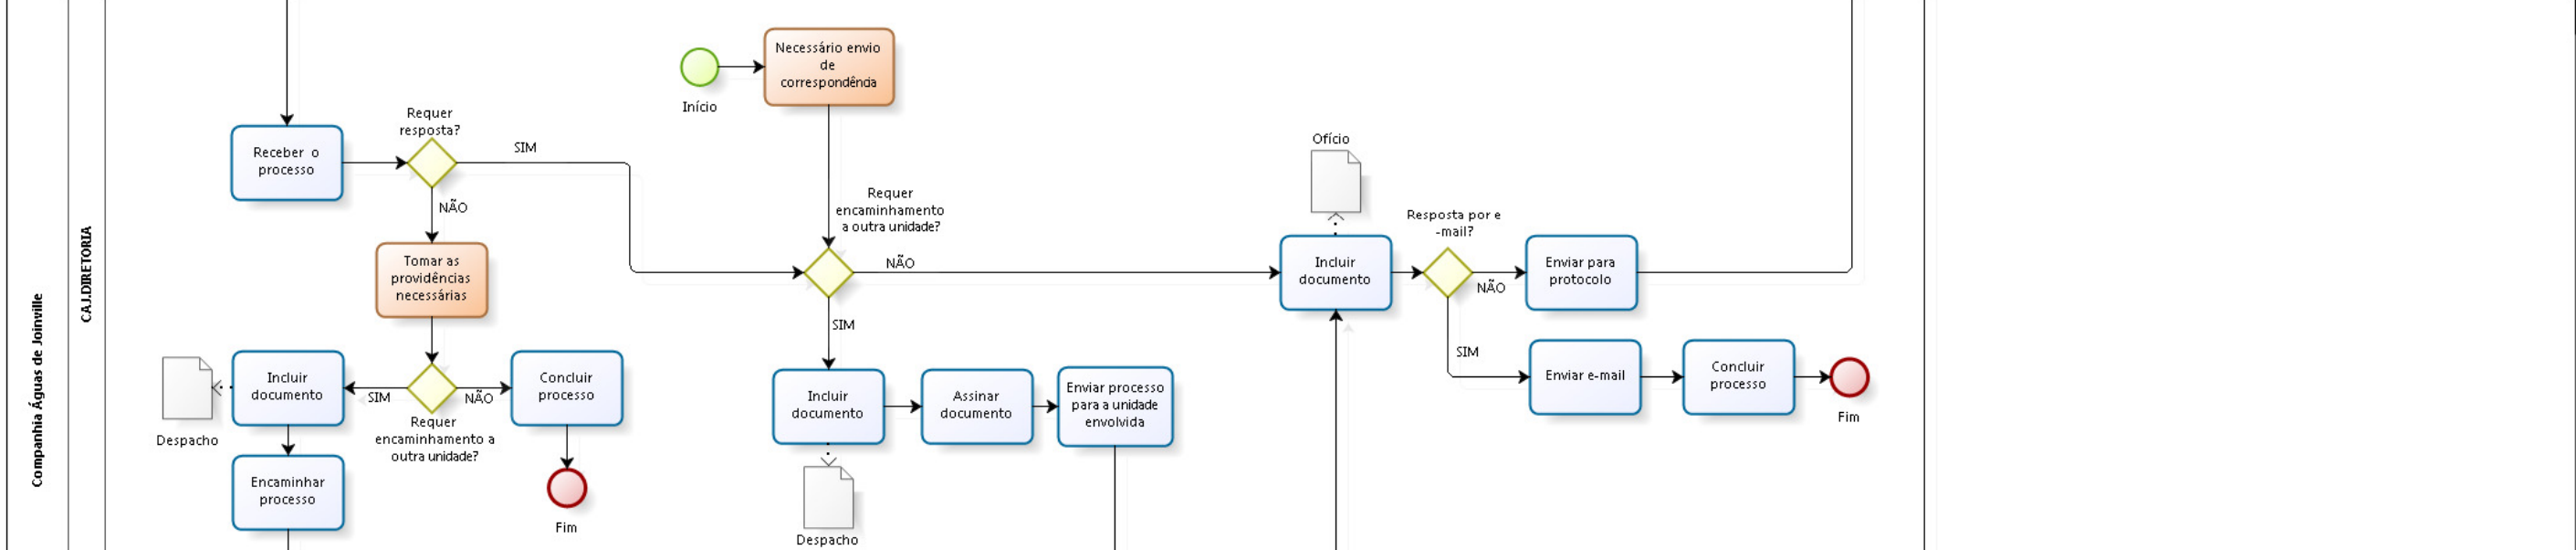 Companhia Águas de Joinville
CAJ.DIRETORIA
Receber o
processo
Requer
resposta?
SIM
NÃO
Tomar as
providências
necessárias
Incluir
documento
SIM
NÃO
Concluir
processo
Despacho
Requer
encaminhamento a
outra unidade?
Encaminhar
processo
Fim
Início
Necessário envio
de
correspondência
Requer
encaminhamento
a outra unidade?
NÃO
SIM
Incluir
documento
Assinar
documento
Enviar processo
para a unidade
envolvida
Despacho
Ofício
Incluir
documento
Resposta por e
-mail?
NÃO
Enviar para
protocolo
SIM
Enviar e-mail
Concluir
processo
Fim